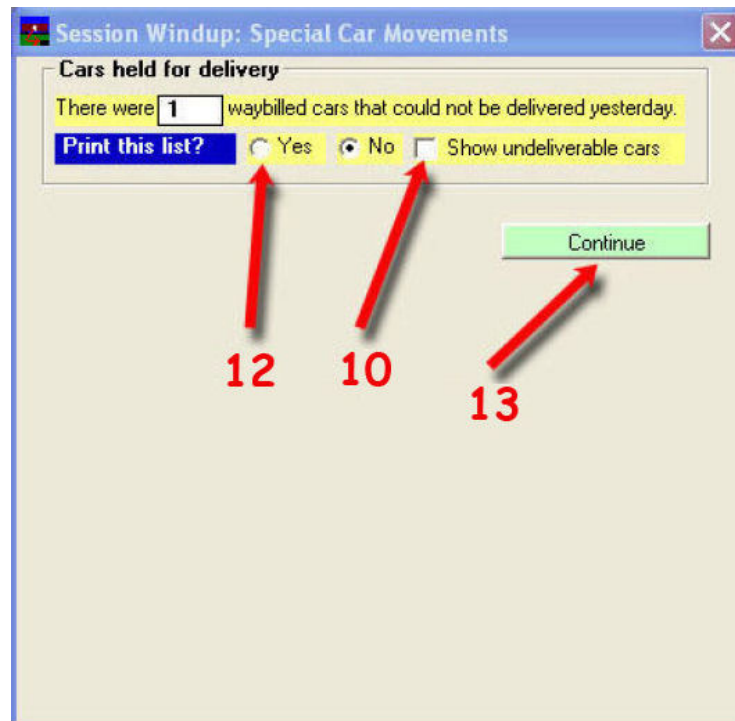 Session Windup: Special Car Movements
Cars held for delivery
There were 1 waybilled cars that could not be delivered yesterday.
Print this list? Yes No Show undeliverable cars
Continue
12 10 13